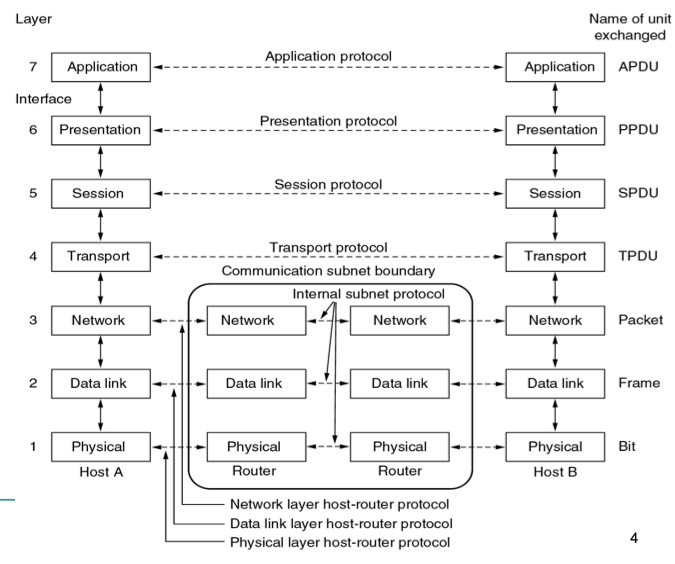 Layer
Name of unit
exchanged
Application protocol
7 Application Application APDU
Interface
Presentation protocol
6 Presentation Presentation PPDU
Session protocol
5 Session Session SPDU
Transport protocol
4 Transport Transport TPDU
Communication subnet boundary
Internal subnet protocol
3 Network Network Network Network Packet
2 Data link Data link Data link Data link Frame
1 Physical Physical Physical Physical Bit
Host A Router Router Host B
Network layer host-router protocol
Data link layer host-router protocol
Physical layer host-router protocol
4